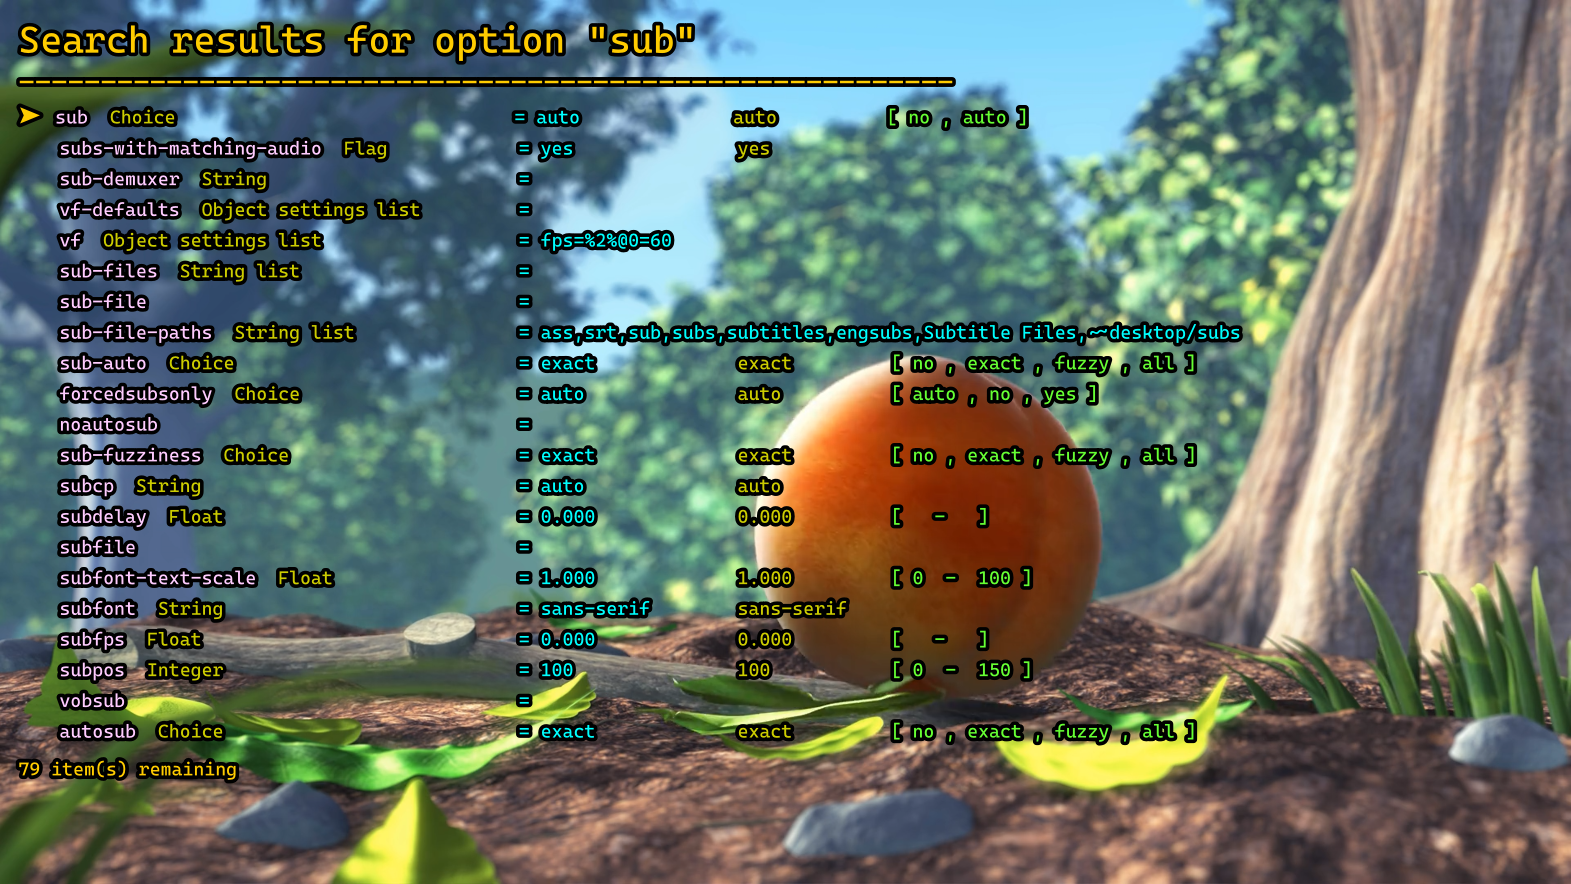 Search results for option "sub"
sub Choice = auto auto [ no , auto ]
subs-with-matching-audio Flag = yes yes
sub-demuxer String =
vf-defaults Object settings list =
vf Object settings list = fps=%2%@0=60
sub-files String list =
sub-file =
sub-file-paths String list = ass,srt,sub,subs,subtitles,engsubs,Subtitle Files,~~desktop/subs
sub-auto Choice = exact exact [ no , exact , fuzzy , all ]
forcedsubsonly Choice = auto auto [ auto , no , yes ]
noautosub =
sub-fuzziness Choice = exact exact [ no , exact , fuzzy , all ]
subcp String = auto auto
subdelay Float = 0.000 0.000 [ - ]
subfile =
subfont-text-scale Float = 1.000 1.000 [ 0 - 100 ]
subfont String = sans-serif sans-serif
subfps Float = 0.000 0.000 [ - ]
subpos Integer = 100 100 [ 0 - 150 ]
vobsub =
autosub Choice = exact exact [ no , exact , fuzzy , all ]
79 item(s) remaining